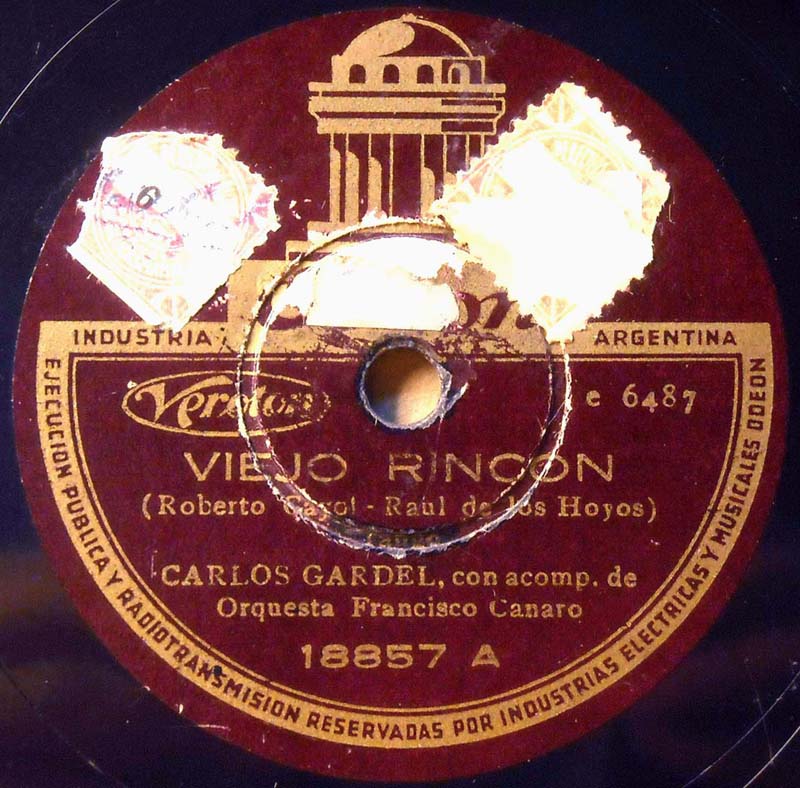 INDUSTRIA ARGENTINA
Veroton
e 6487
VIEJO RINCON
(Roberto Cayol - Raul de los Hoyos)
CARLOS GARDEL, con acomp. de
Orquesta Francisco Canaro
18857 A
EJECUCION PUBLICA Y RADIOTRANSMISION RESERVADAS POR INDUSTRIAS ELECTRICAS Y MUSICALES ODEON